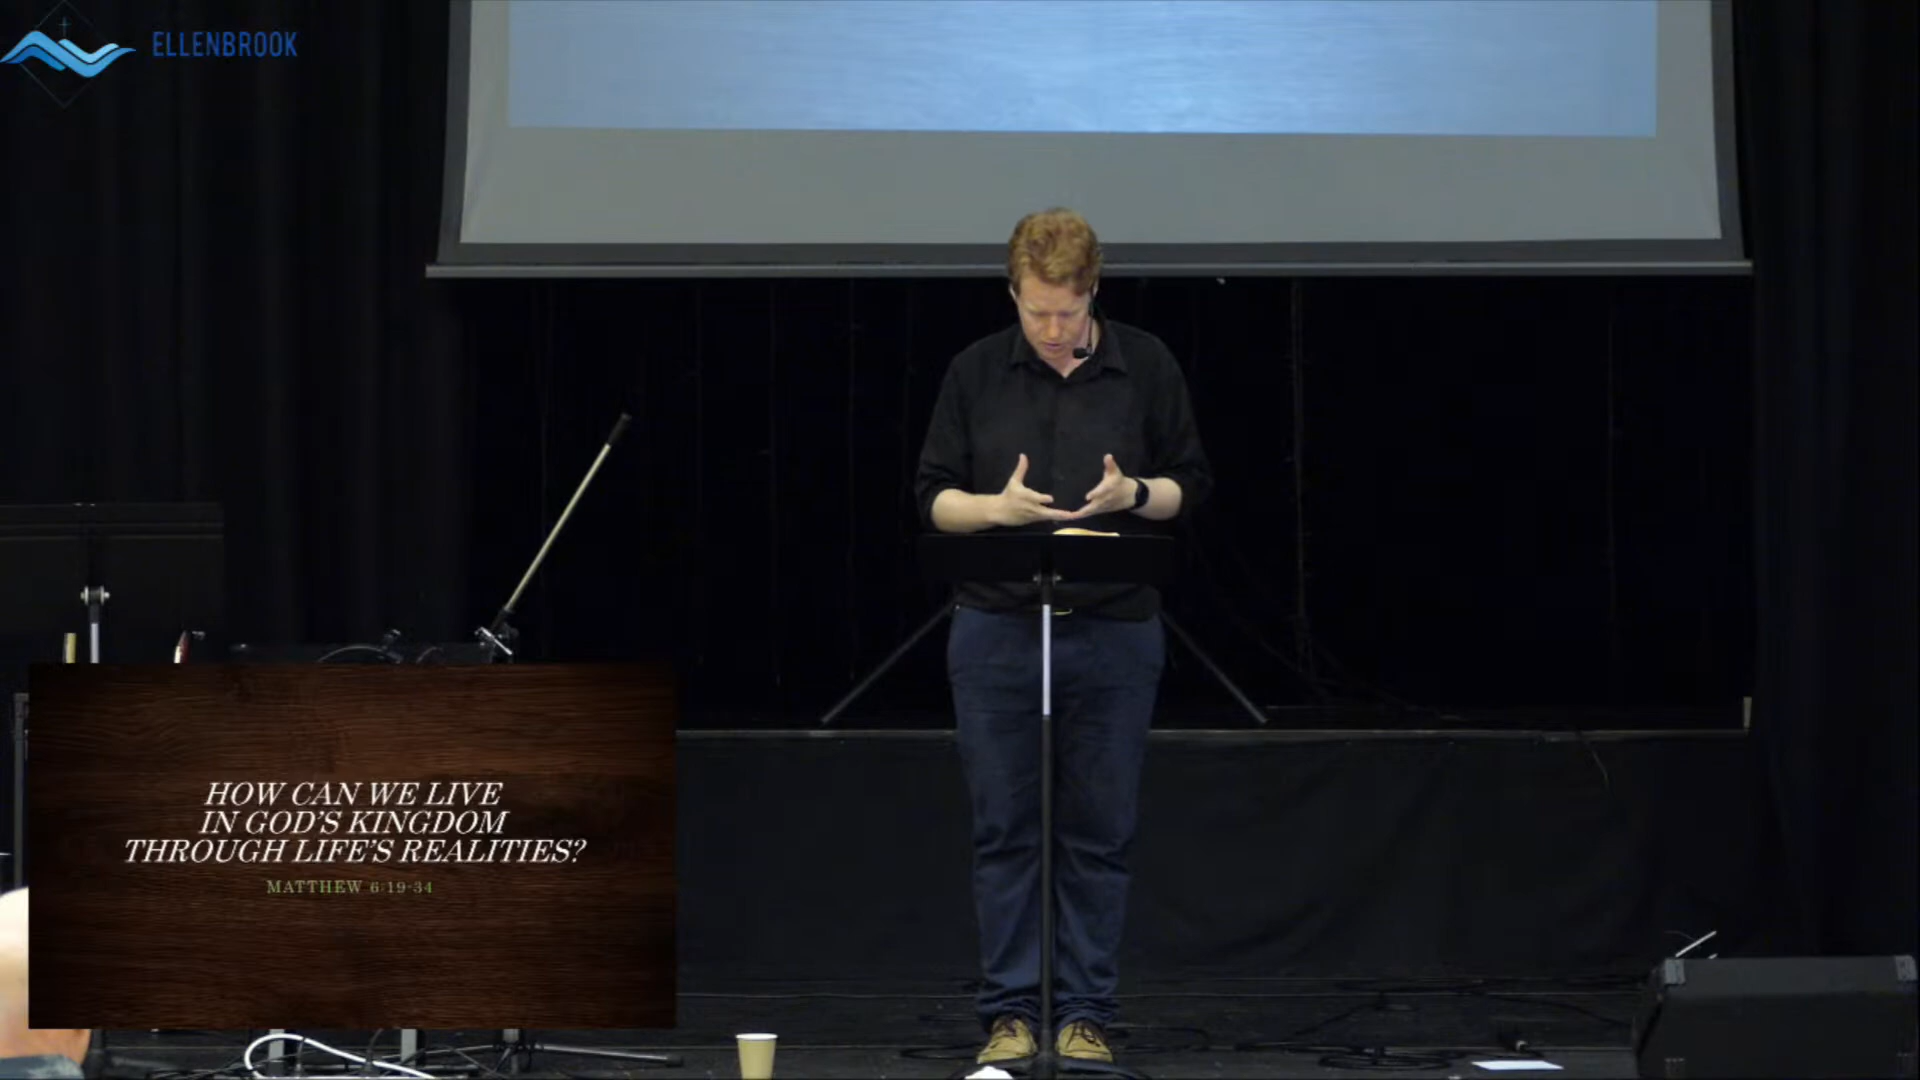 ELLENBROOK
HOW CAN WE LIVE
IN GOD'S KINGDOM
THROUGH LIFE'S REALITIES?
MATTHEW 6:19-34